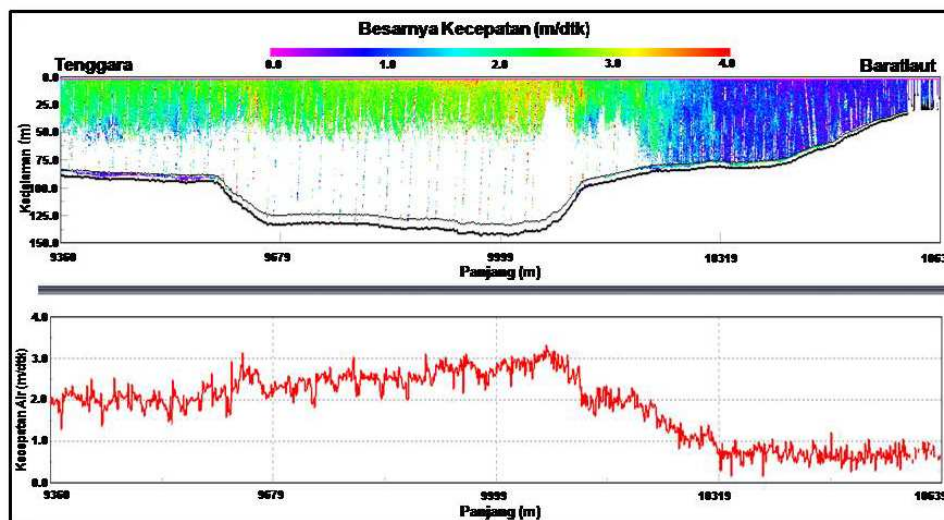 Besarnya Kecepatan (m/dtk)
0.0 1.0 2.0 3.0 4.0
Tenggara
Baratlaut
0.0
25.0
50.0
75.0
100.0
125.0
150.0
9360 9679 9999 10319
Panjang (m)
Kecepatan Air (m/dtk)
4.0
3.0
2.0
1.0
0.0
9360 9679 9999 10319 10639
Panjang (m)